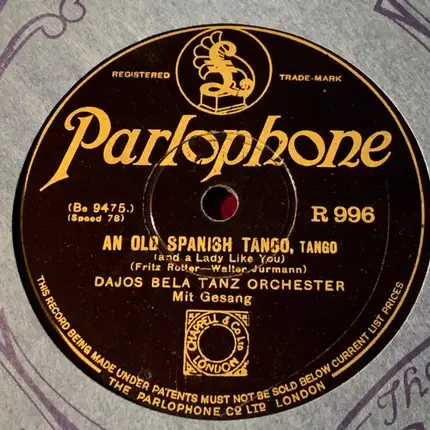 REGISTERED TRADE-MARK
Parlophone
(Be 9475.)
(Speed 78)
R 996
AN OLD SPANISH TANGO, TANGO
(and a Lady Like You)
(Fritz Rotter—Walter Jurmann)
DAJOS BELA TANZ ORCHESTER
Mit Gesang
CHAPPELL & CO LTD
LONDON
THIS RECORD BEING MADE UNDER PATENTS MUST NOT BE SOLD BELOW CURRENT LIST PRICES
THE PARLOPHONE CO LTD LONDON
The